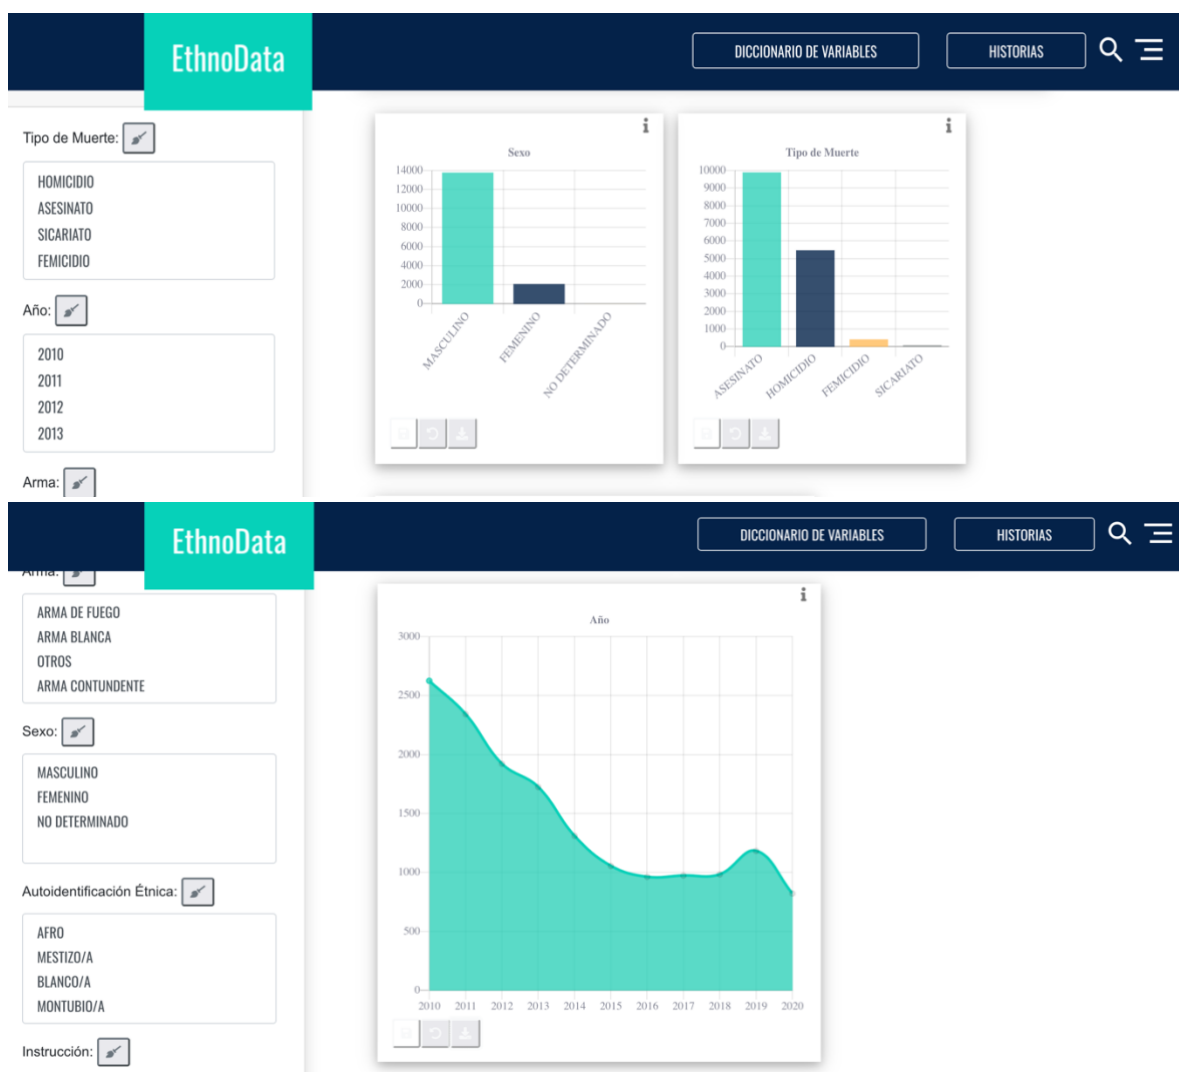 EthnoData
DICCIONARIO DE VARIABLES
HISTORIAS
Tipo de Muerte:
HOMICIDIO
ASESINATO
SICARIATO
FEMICIDIO
Año:
2010
2011
2012
2013
Arma:
i
Sexo
14000
12000
10000
8000
6000
4000
2000
0
MASCULINO
FEMENINO
NO DETERMINADO
i
Tipo de Muerte
10000
9000
8000
7000
6000
5000
4000
3000
2000
1000
0
ASESINATO
HOMICIDIO
FEMICIDIO
SICARIATO
EthnoData
DICCIONARIO DE VARIABLES
HISTORIAS
Arma:
ARMA DE FUEGO
ARMA BLANCA
OTROS
ARMA CONTUNDENTE
Sexo:
MASCULINO
FEMENINO
NO DETERMINADO
Autoidentificación Étnica:
AFRO
MESTIZO/A
BLANCO/A
MONTUBIO/A
Instrucción:
i
Año
3000
2500
2000
1500
1000
500
0
2010 2011 2012 2013 2014 2015 2016 2017 2018 2019 2020